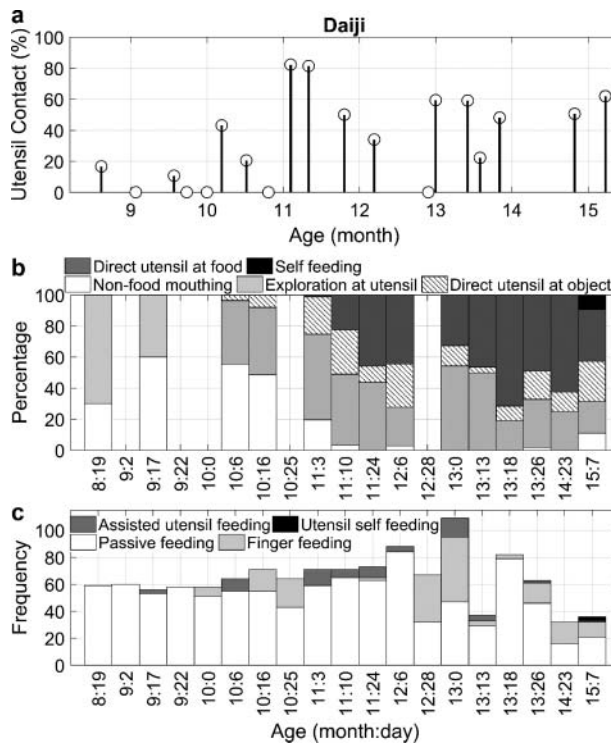 a
Daiji
Utensil Contact (%)
100
80
60
40
20
0
9 10 11 12 13 14 15
Age (month)
b
Direct utensil at food Self feeding
Non-food mouthing Exploration at utensil Direct utensil at object
Percentage
100
80
60
40
20
0
8:19 9:2 9:17 9:22 10:0 10:6 10:16 10:25 11:3 11:10 11:24 12:6 12:28 13:0 13:13 13:18 13:26 14:23 15:7
c
Assisted utensil feeding Utensil self feeding
Passive feeding Finger feeding
Frequency
100
80
60
40
20
0
8:19 9:2 9:17 9:22 10:0 10:6 10:16 10:25 11:3 11:10 11:24 12:6 12:28 13:0 13:13 13:18 13:26 14:23 15:7
Age (month:day)